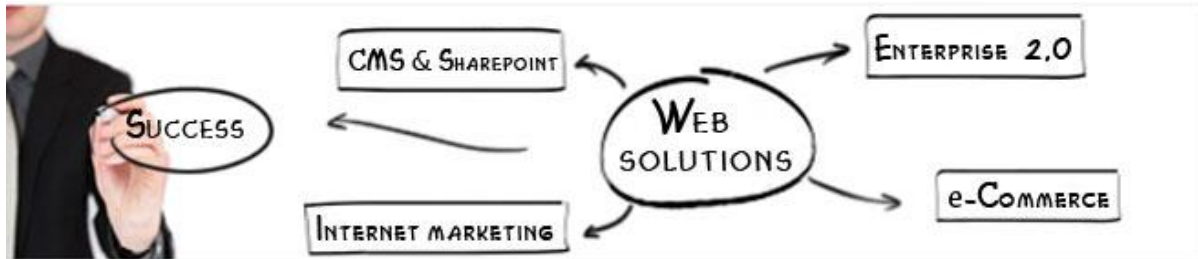 CMS & Sharepoint
Enterprise 2.0
Success
Web
solutions
e-Commerce
Internet marketing